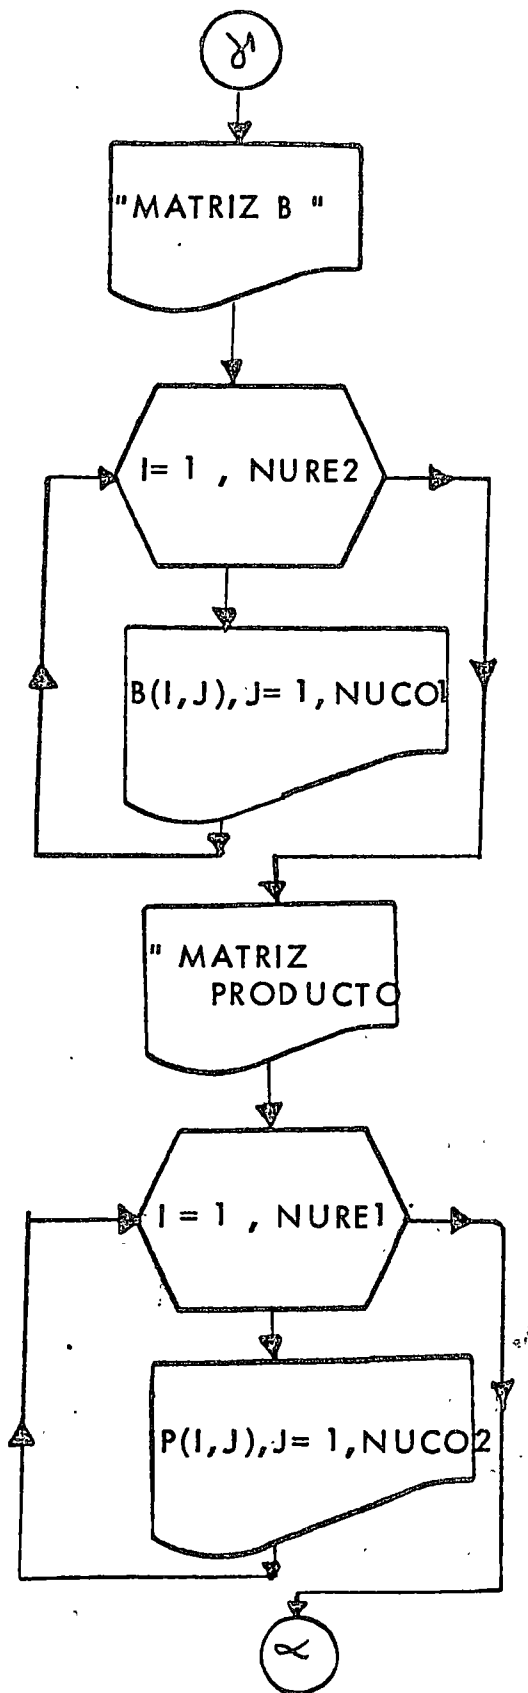 γ1
"MATRIZ B "
I= 1 , NURE2
B(I,J),J= 1,NUCO1
" MATRIZ
PRODUCTO
I = 1 , NURE1
P(I,J),J= 1,NUCO2
α